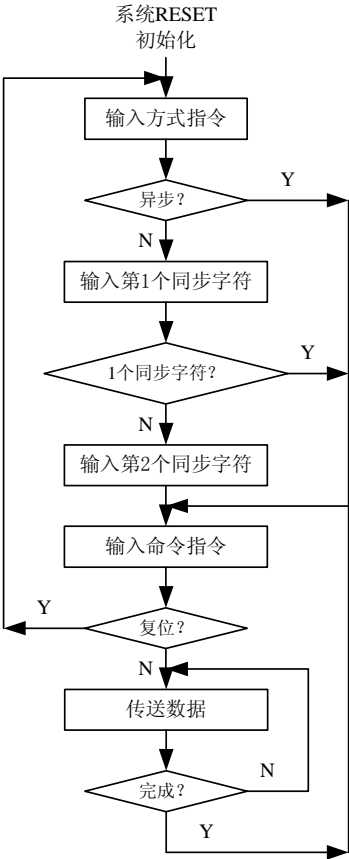 系统RESET
初始化
输入方式指令
异步?
Y
N
输入第1个同步字符
1个同步字符?
Y
N
输入第2个同步字符
输入命令指令
Y
复位?
N
传送数据
完成?
N
Y